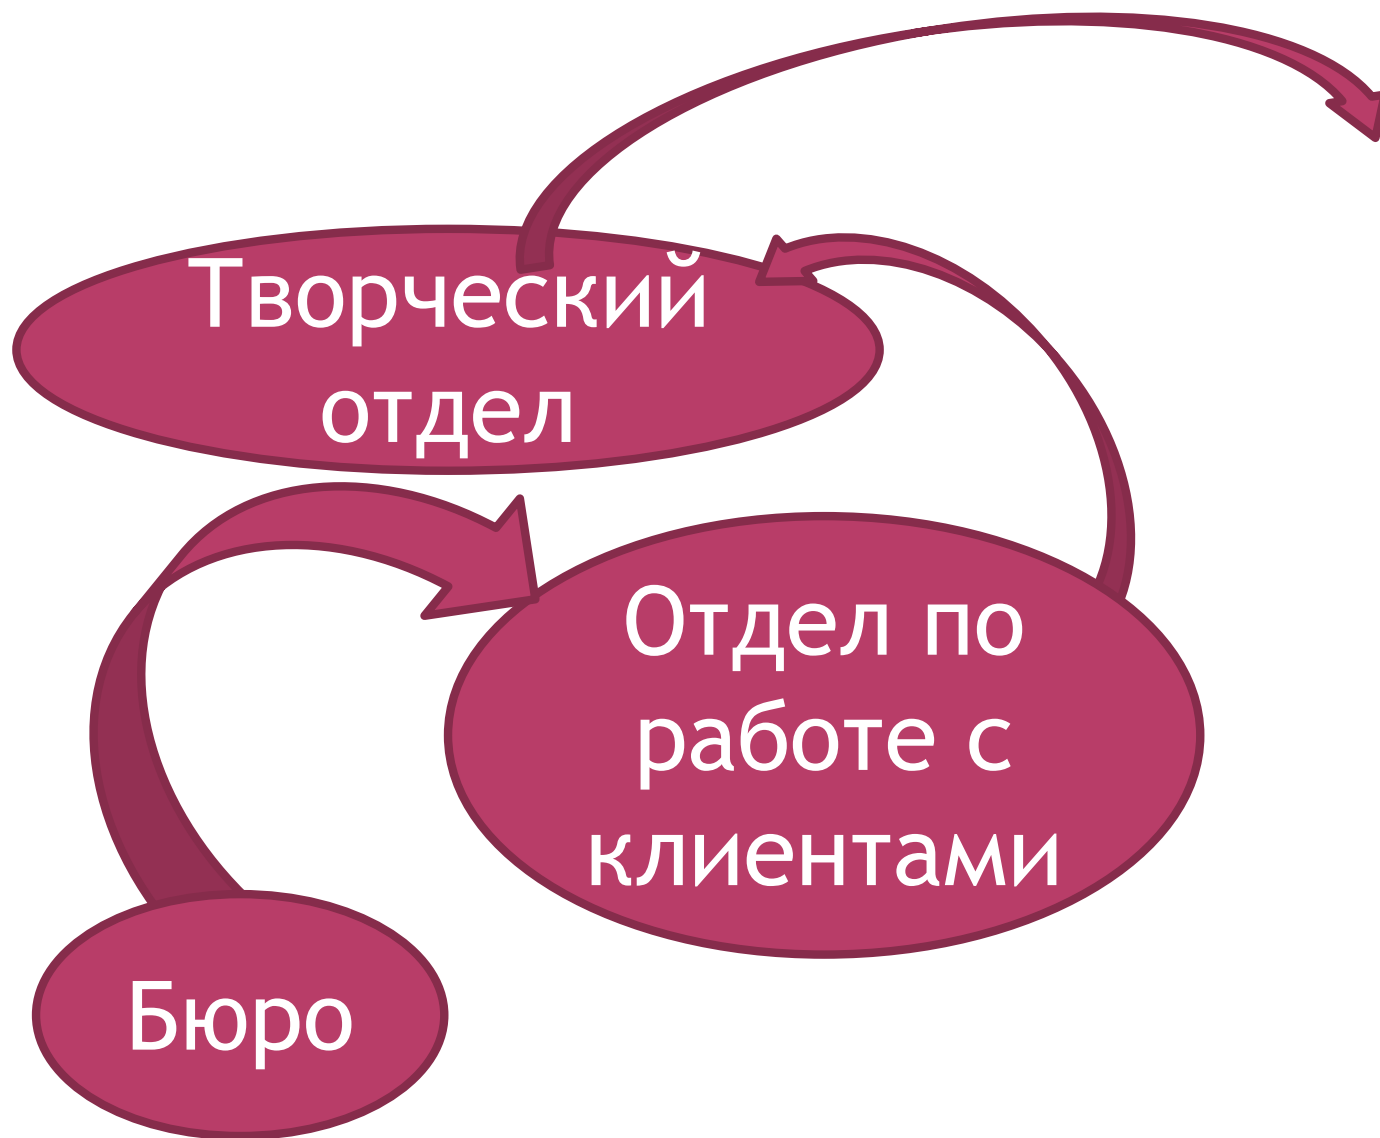 Творческий
отдел
Отдел по
работе с
клиентами
Бюро